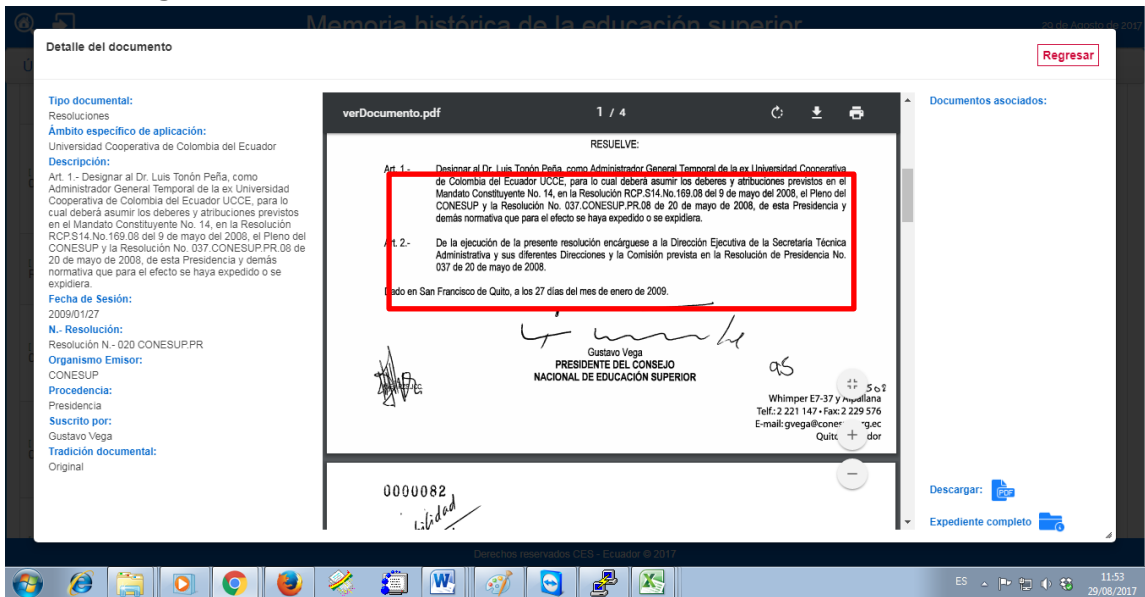 Memoria histórica de la educación superior
29 de Agosto de 2017
Detalle del documento
Regresar
Tipo documental:
Resoluciones
Ámbito específico de aplicación:
Universidad Cooperativa de Colombia del Ecuador
Descripción:
Art. 1.- Designar al Dr. Luis Tonón Peña, como
Administrador General Temporal de la ex Universidad
Cooperativa de Colombia del Ecuador UCCE, para lo
cual deberá asumir los deberes y atribuciones previstos
en el Mandato Constituyente No. 14, en la Resolución
RCP.S14.No.169.08 del 9 de mayo del 2008, el Pleno del
CONESUP y la Resolución No. 037.CONESUP.PR.08 de
20 de mayo de 2008, de esta Presidencia y demás
normativa que para el efecto se haya expedido o se
expidiera.
Fecha de Sesión:
2009/01/27
N.- Resolución:
Resolución N.- 020 CONESUP.PR
Organismo Emisor:
CONESUP
Procedencia:
Presidencia
Suscrito por:
Gustavo Vega
Tradición documental:
Original
verDocumento.pdf
1 / 4
RESUELVE:
Art. 1.- Designar al Dr. Luis Tonón Peña, como Administrador General Temporal de la ex Universidad Cooperativa
de Colombia del Ecuador UCCE, para lo cual deberá asumir los deberes y atribuciones previstos en el
Mandato Constituyente No. 14, en la Resolución RCP.S14.No.169.08 del 9 de mayo del 2008, el Pleno del
CONESUP y la Resolución No. 037.CONESUP.PR.08 de 20 de mayo de 2008, de esta Presidencia y
demás normativa que para el efecto se haya expedido o se expidiera.
Art. 2.- De la ejecución de la presente resolución encárguese a la Dirección Ejecutiva de la Secretaría Técnica
Administrativa y sus diferentes Direcciones y la Comisión prevista en la Resolución de Presidencia No.
037 de 20 de mayo de 2008.
Dado en San Francisco de Quito, a los 27 días del mes de enero de 2009.
Gustavo Vega
PRESIDENTE DEL CONSEJO
NACIONAL DE EDUCACIÓN SUPERIOR
Whimper E7-37 y Alpallana
Telf.: 2 221 147 • Fax: 2 229 576
E-mail: gvega@cones
Quito
dor
0000082
Documentos asociados:
Descargar:
PDF
Expediente completo
Derechos reservados CES - Ecuador © 2017
ES
11:53
29/08/2017